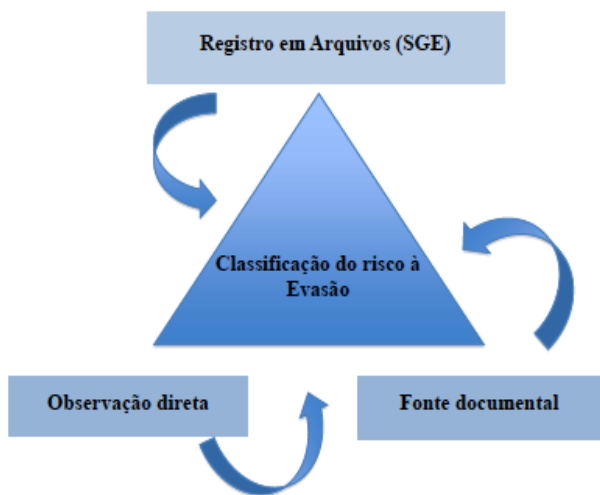 Registro em Arquivos (SGE)
Classificação do risco à
Evasão
Observação direta
Fonte documental